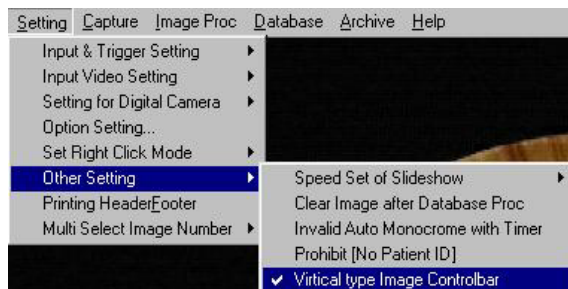 Setting Capture Image Proc Database Archive Help
Input & Trigger Setting
Input Video Setting
Setting for Digital Camera
Option Setting...
Set Right Click Mode
Other Setting
Printing HeaderFooter
Multi Select Image Number
Speed Set of Slideshow
Clear Image after Database Proc
Invalid Auto Monocrome with Timer
Prohibit [No Patient ID]
Virtical type Image Controlbar